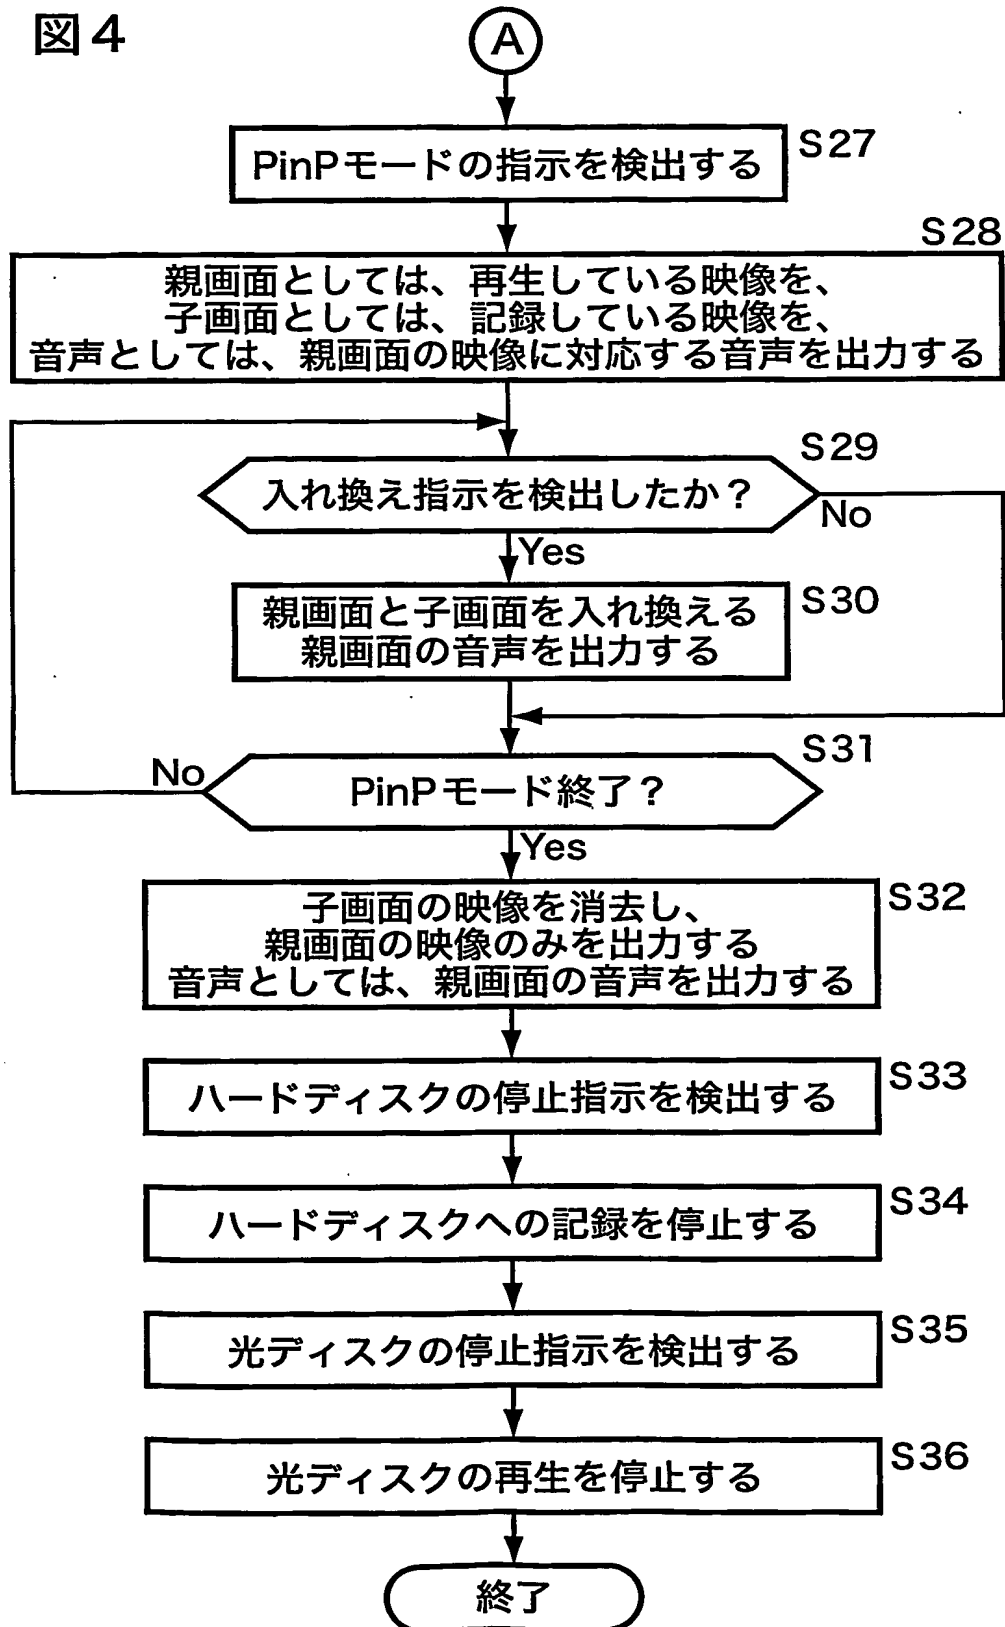 図4
A
PinPモードの指示を検出する
S27
S28
親画面としては、再生している映像を、
子画面としては、記録している映像を、
音声としては、親画面の映像に対応する音声を出力する
S29
入れ換え指示を検出したか？
No
Yes
S30
親画面と子画面を入れ換える
親画面の音声を出力する
S31
No
PinPモード終了？
Yes
S32
子画面の映像を消去し、
親画面の映像のみを出力する
音声としては、親画面の音声を出力する
S33
ハードディスクの停止指示を検出する
S34
ハードディスクへの記録を停止する
S35
光ディスクの停止指示を検出する
S36
光ディスクの再生を停止する
終了